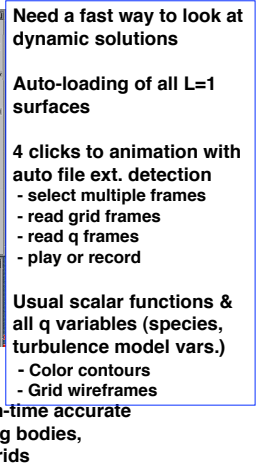 Need a fast way to look at
dynamic solutions
Auto-loading of all L=1
surfaces
4 clicks to animation with
auto file ext. detection
- select multiple frames
- read grid frames
- read q frames
- play or record
Usual scalar functions &
all q variables (species,
turbulence model vars.)
- Color contours
- Grid wireframes
-time accurate
bodies,